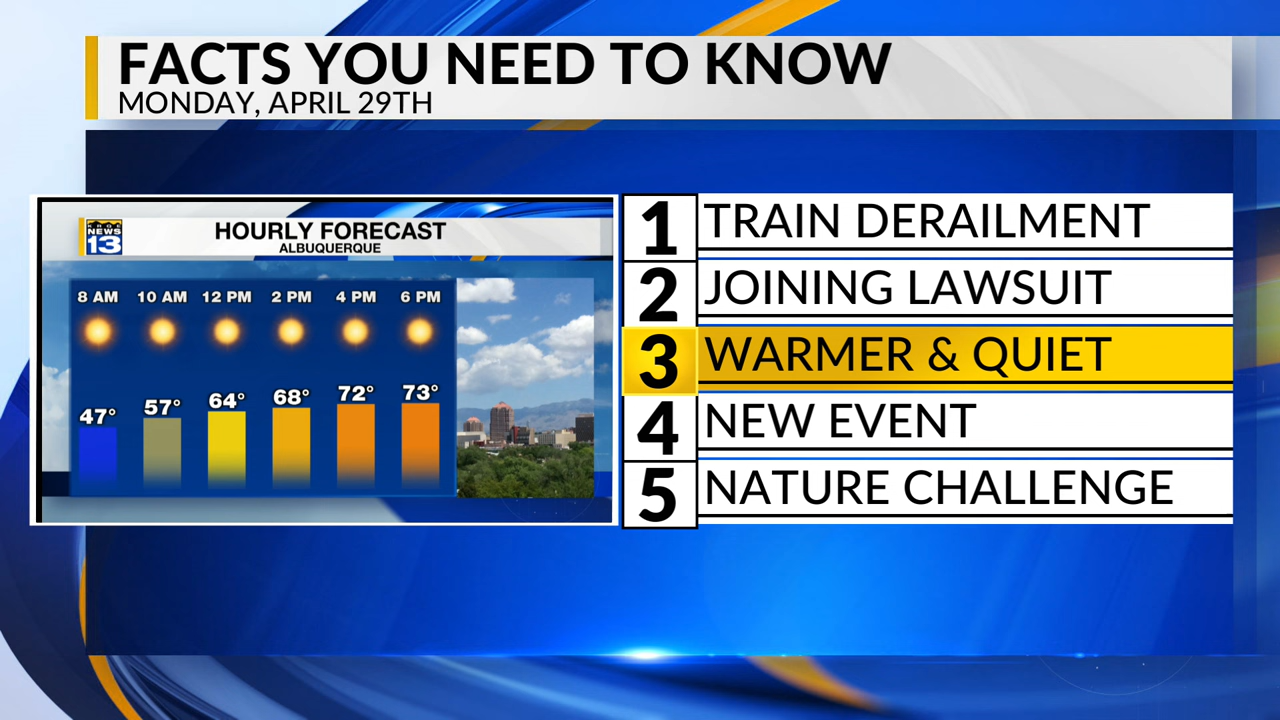 FACTS YOU NEED TO KNOW
MONDAY, APRIL 29TH
KRQE
NEWS
13
HOURLY FORECAST
ALBUQUERQUE
8 AM 10 AM 12 PM 2 PM 4 PM 6 PM
47° 57° 64° 68° 72° 73°
1 TRAIN DERAILMENT
2 JOINING LAWSUIT
3 WARMER & QUIET
4 NEW EVENT
5 NATURE CHALLENGE